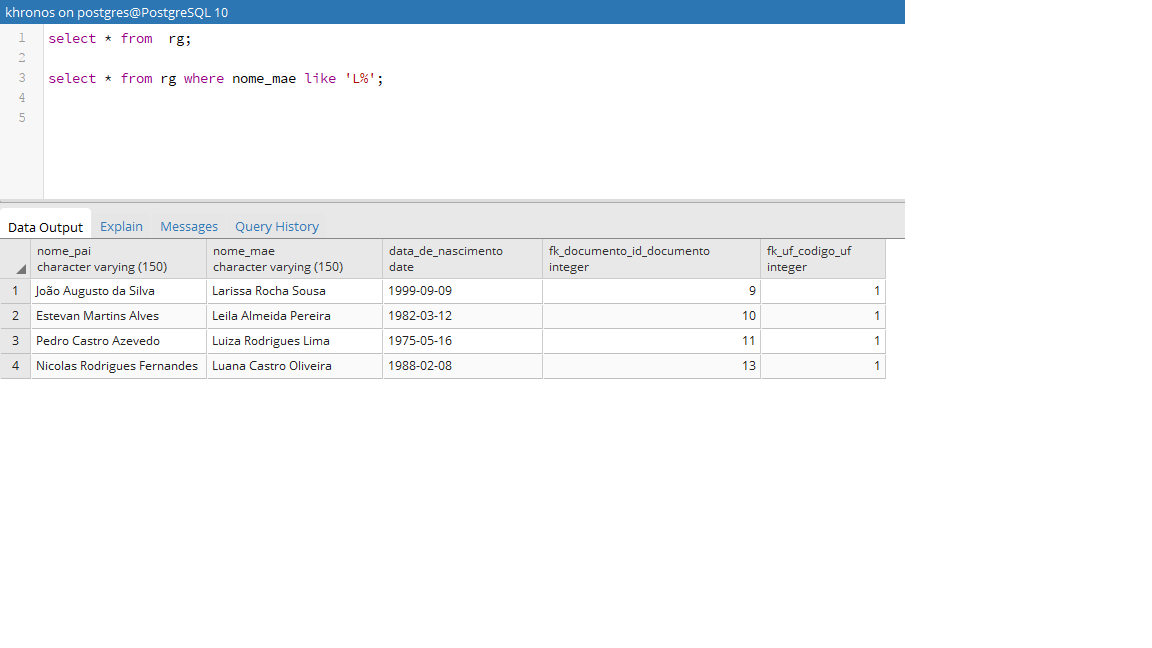 khronos on postgres@PostgreSQL 10
1 select * from  rg;
2
3 select * from rg where nome_mae like 'L%';
4
5
Data Output Explain Messages Query History
nome_pai nome_mae data_de_nascimento fk_documento_id_documento fk_uf_codigo_uf
character varying (150) character varying (150) date integer integer
1 João Augusto da Silva Larissa Rocha Sousa 1999-09-09 9 1
2 Estevan Martins Alves Leila Almeida Pereira 1982-03-12 10 1
3 Pedro Castro Azevedo Luiza Rodrigues Lima 1975-05-16 11 1
4 Nicolas Rodrigues Fernandes Luana Castro Oliveira 1988-02-08 13 1